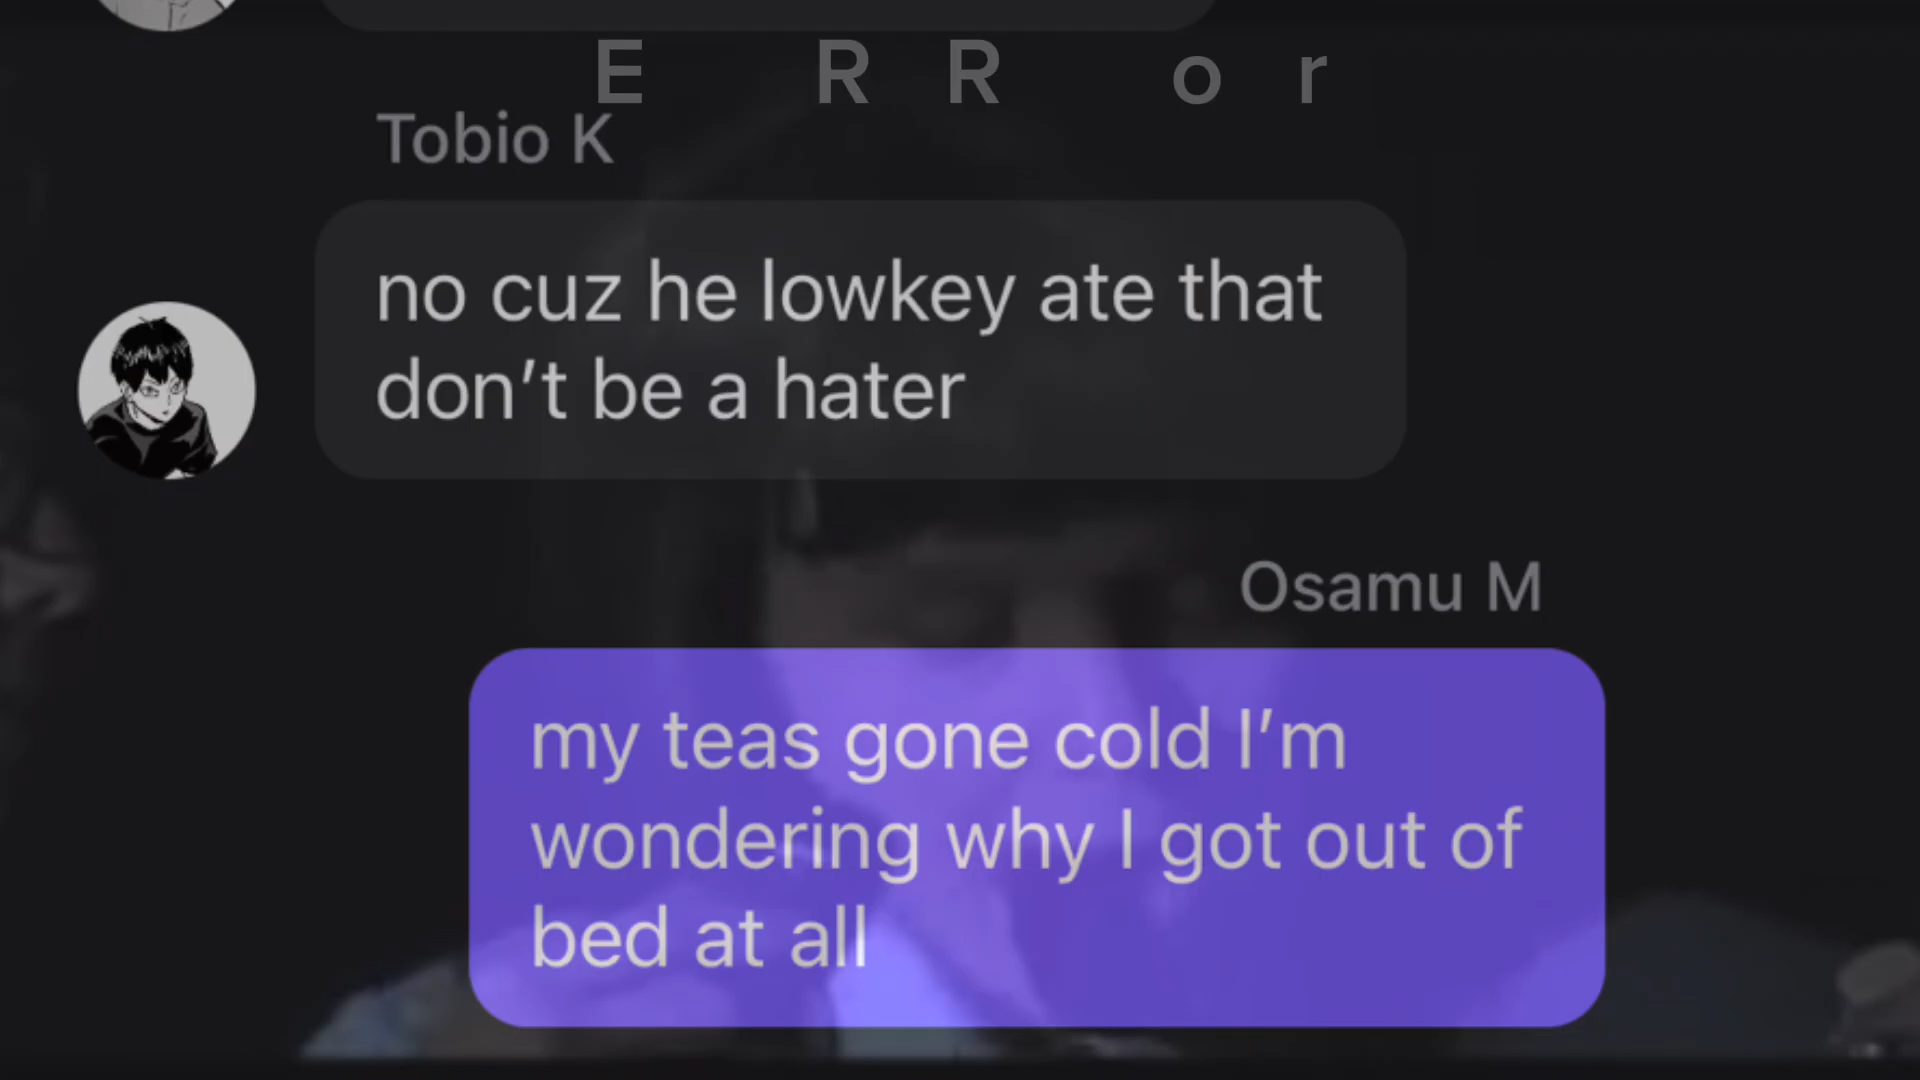 E RR o r
Tobio K
no cuz he lowkey ate that
don’t be a hater
Osamu M
my teas gone cold I’m
wondering why I got out of
bed at all